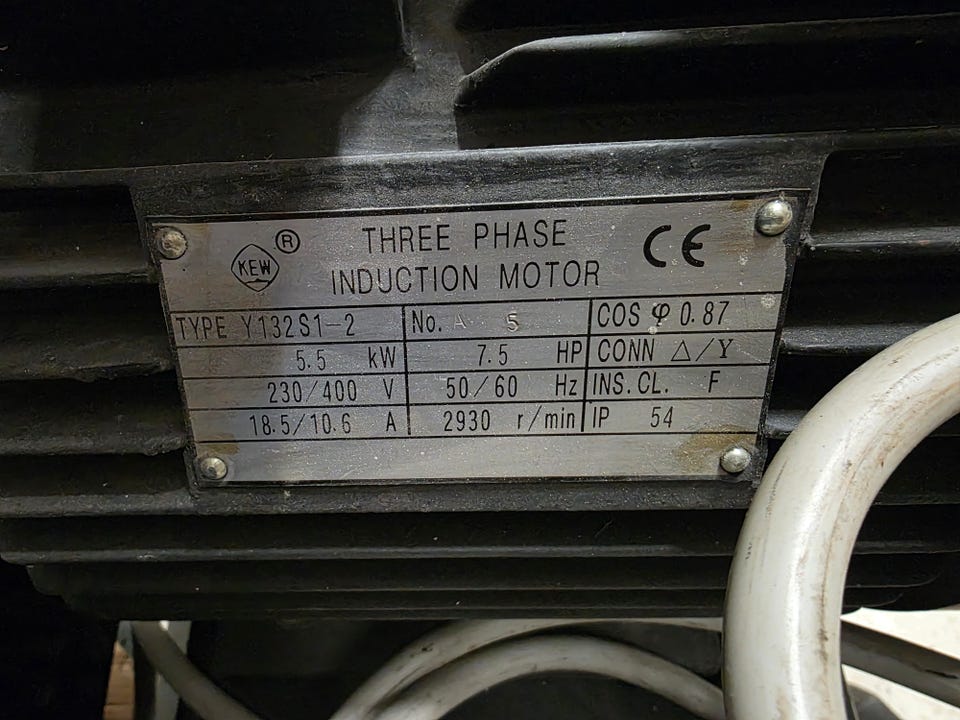 KEW ® THREE PHASE CE
INDUCTION MOTOR
TYPE Y132S1-2 No. A 5 COS φ 0.87
5.5 kW 7.5 HP CONN △/Y
230/400 V 50/60 Hz INS. CL. F
18.5/10.6 A 2930 r/min IP 54